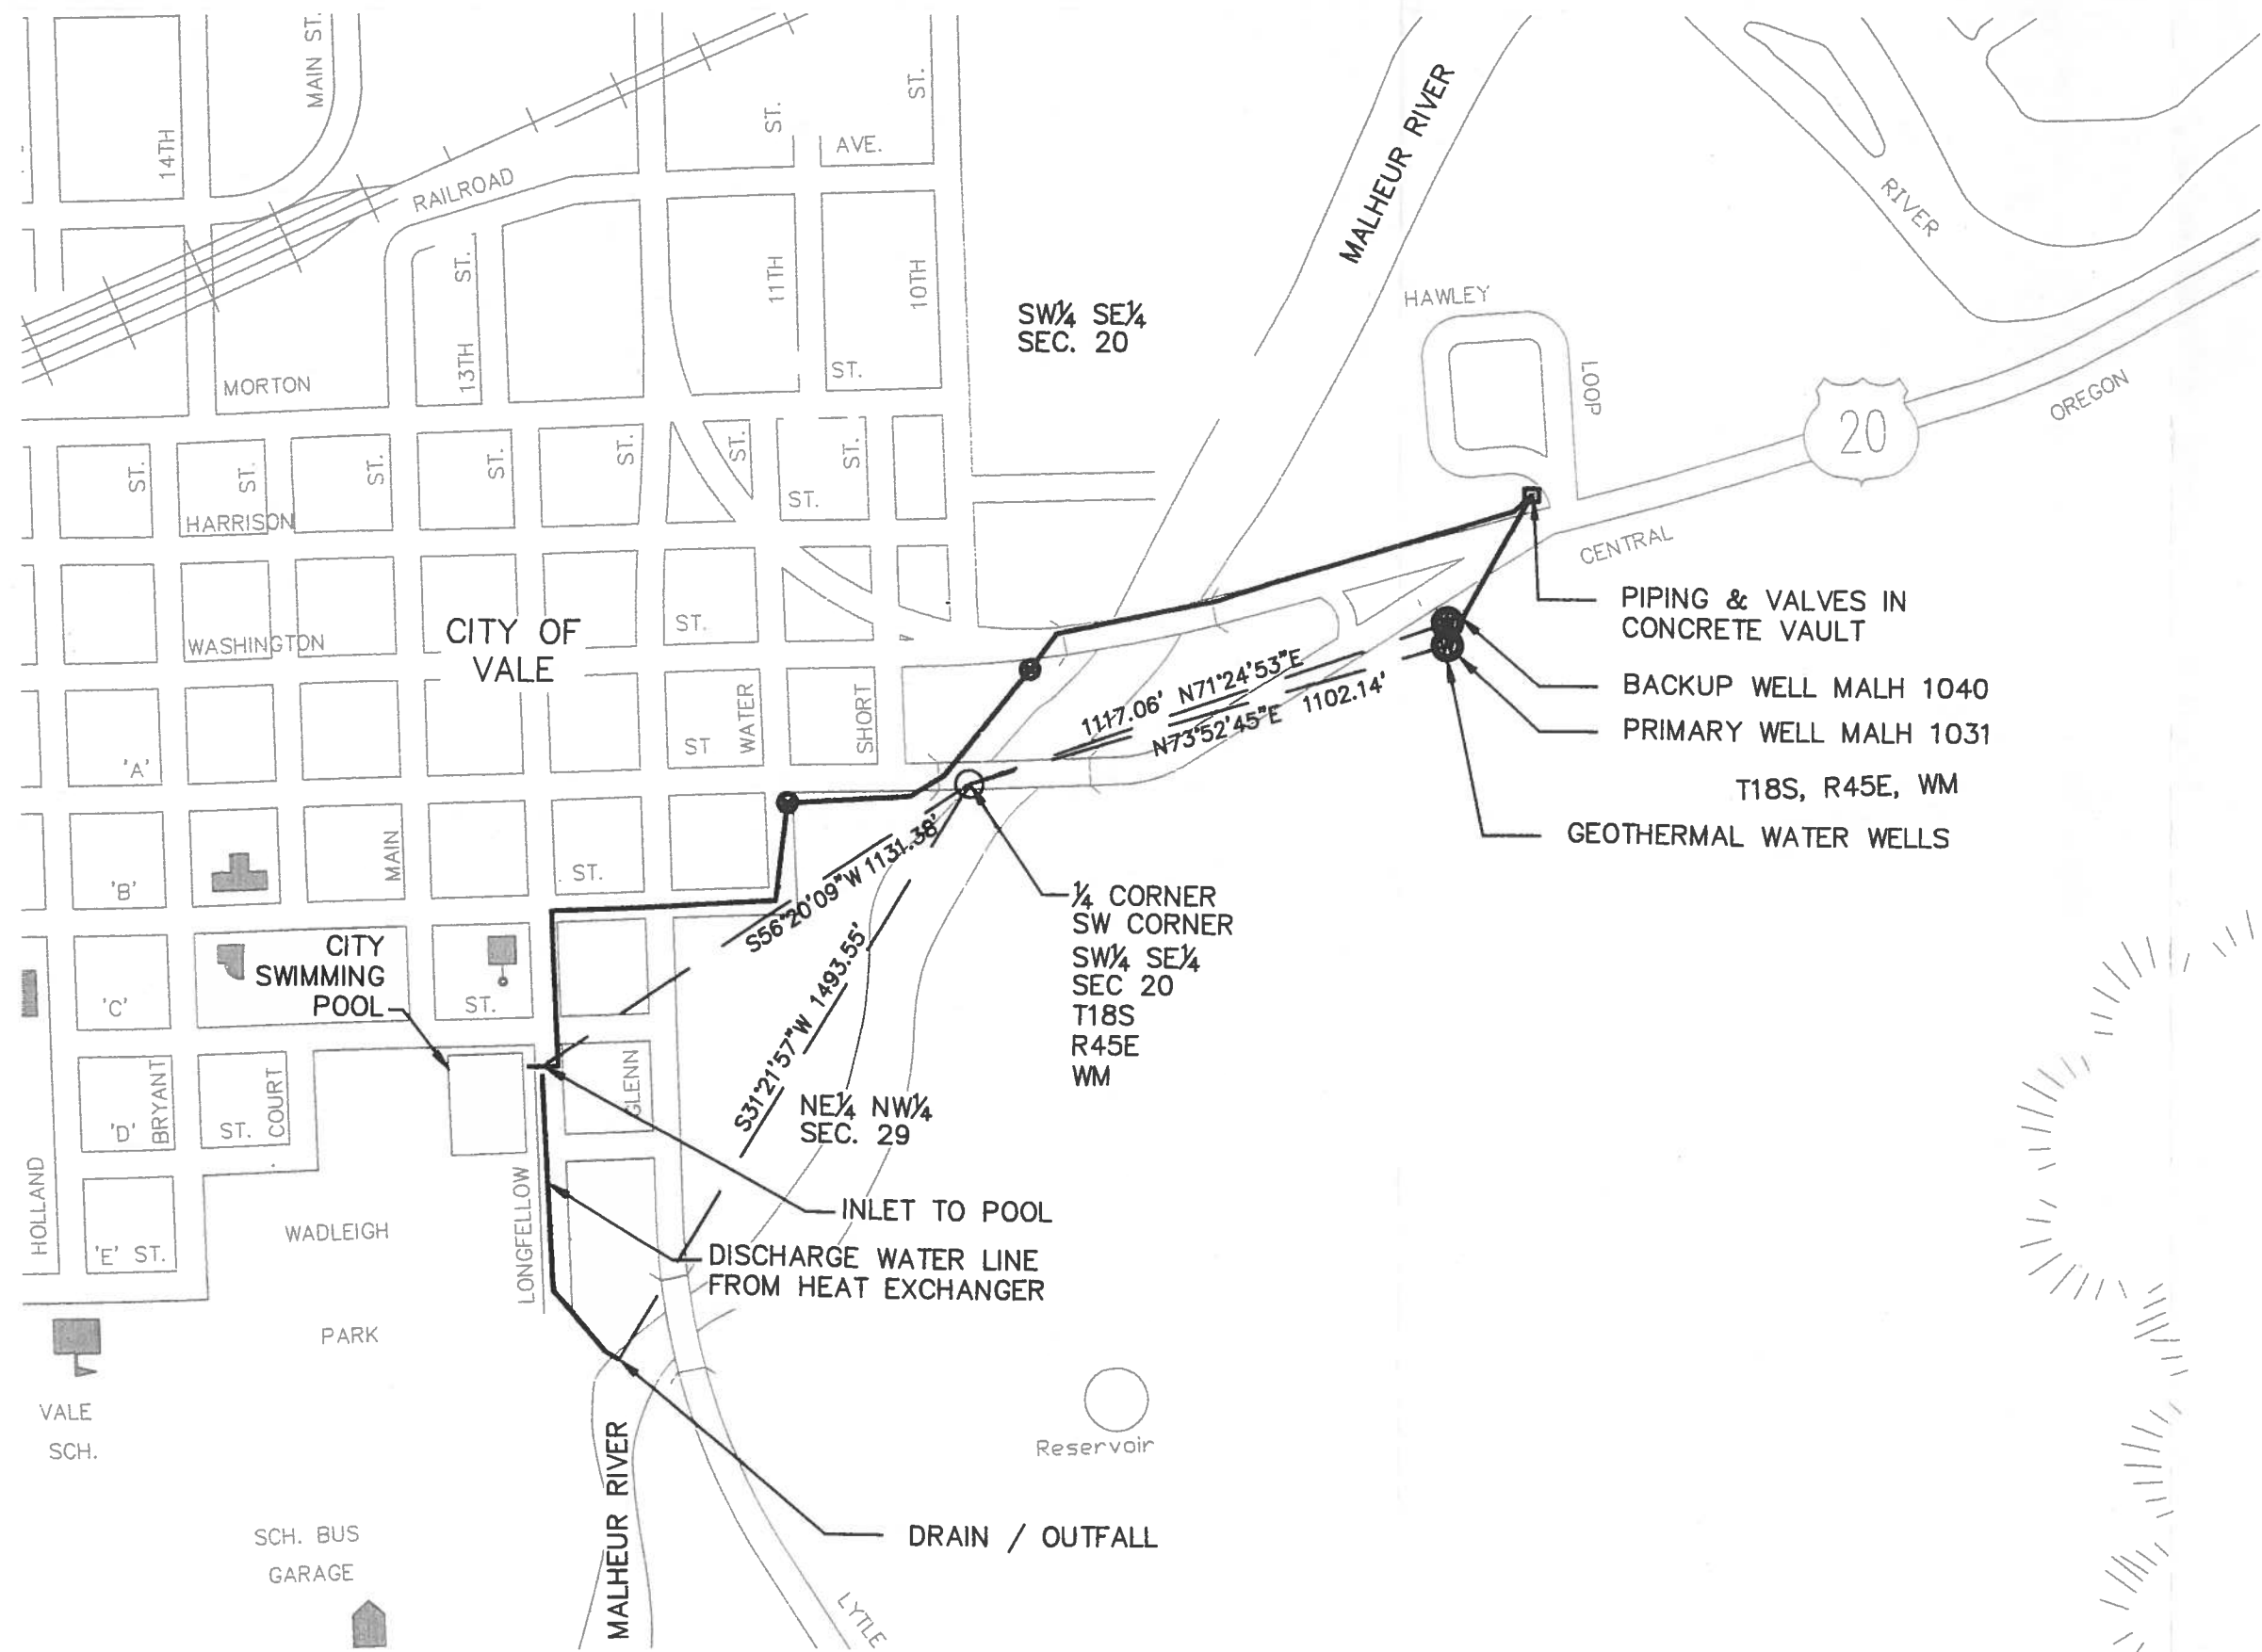 MAIN ST.
14TH
RAILROAD
ST.
ST.
AVE.
MALHEUR RIVER
RIVER
ST.
13TH
11TH
10TH
SW¼ SE¼
SEC. 20
HAWLEY
LOOP
MORTON
ST.
20
OREGON
ST.
ST.
ST.
ST.
ST.
ST.
ST.
ST.
HARRISON
CENTRAL
PIPING & VALVES IN
CONCRETE VAULT
CITY OF
VALE
WASHINGTON
ST.
BACKUP WELL MALH 1040
PRIMARY WELL MALH 1031
1117.06' N71°24'53"E
N73°52'45"E 1102.14'
ST
WATER
SHORT
'A'
T18S, R45E, WM
GEOTHERMAL WATER WELLS
W
'B'
MAIN
ST.
S56°20'09"W 1131.38'
¼ CORNER
SW CORNER
SW¼ SE¼
SEC 20
T18S
R45E
WM
CITY
SWIMMING
POOL
'C'
ST.
S31°21'57"W 1493.55'
NE¼ NW¼
SEC. 29
'D'
BRYANT
ST.
COURT
GLENN
HOLLAND
LONGFELLOW
INLET TO POOL
'E' ST.
WADLEIGH
DISCHARGE WATER LINE
FROM HEAT EXCHANGER
PARK
VALE
SCH.
Reservoir
MALHEUR RIVER
SCH. BUS
GARAGE
DRAIN / OUTFALL
LYTLE